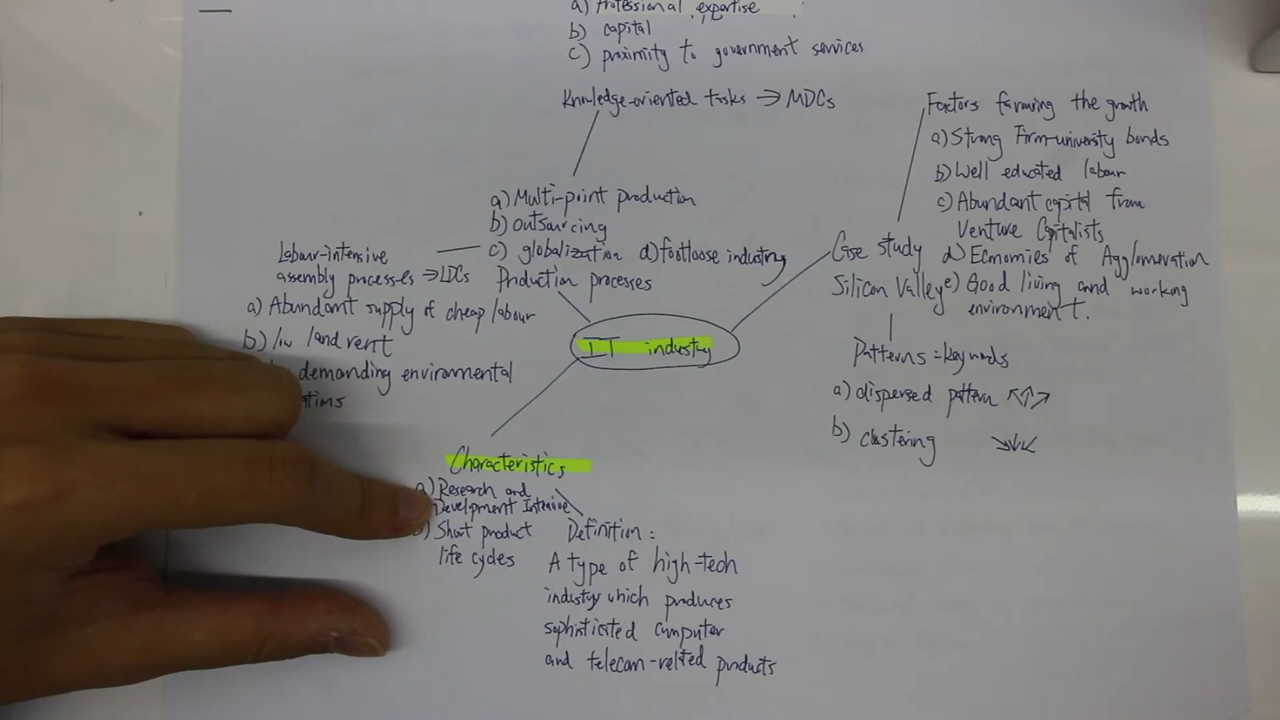 a) Professional expertise
b) capital
c) proximity to government services
Knowledge-oriented tasks → MDCs
a) Multi-point production
b) outsourcing
c) globalization d) footloose industry
Production processes
Labour-intensive
assembly processes → LDCs
a) Abundant supply of cheap labour
b) low land rent
demanding environmental
IT industry
Factors favouring the growth
a) Strong Firm-university bonds
b) Well educated labour
c) Abundant capital from
Venture Capitalists
d) Economies of Agglomeration
e) Good living and working
environment.
Case study
Silicon Valley
Patterns = keywords
a) dispersed pattern ↖↑↗
b) clustering ↘↓↙
Characteristics
a) Research and
Development Intensive
b) Short product
life cycles
Definition:
A type of high-tech
industry which produces
sophisticated computer
and telecom-related products